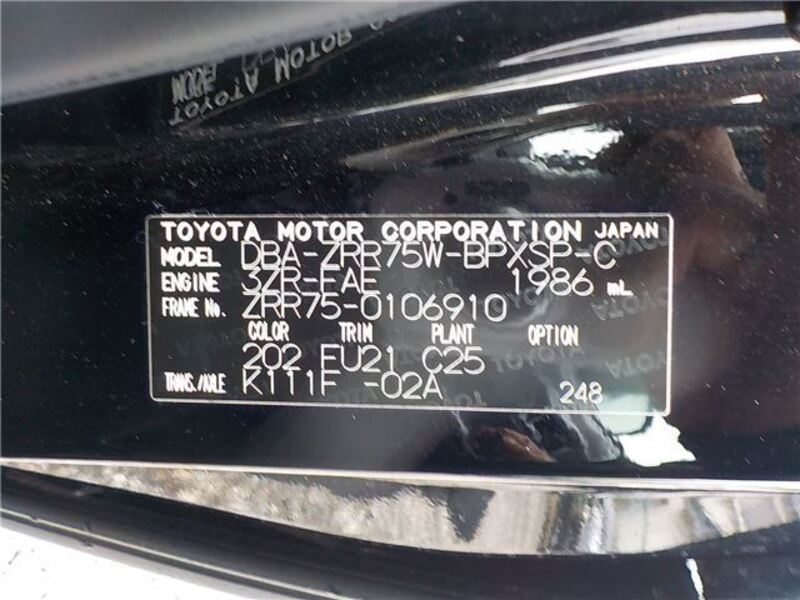 TOYOTA MOTOR CORPORATION JAPAN
MODEL DBA-ZRR75W-BPXSP-C
ENGINE 3ZR-FAE 1986 mL
FRAME No. ZRR75-0106910
COLOR TRIM PLANT OPTION
202 FU21 C25
TRANS./AXLE K111F -02A 248